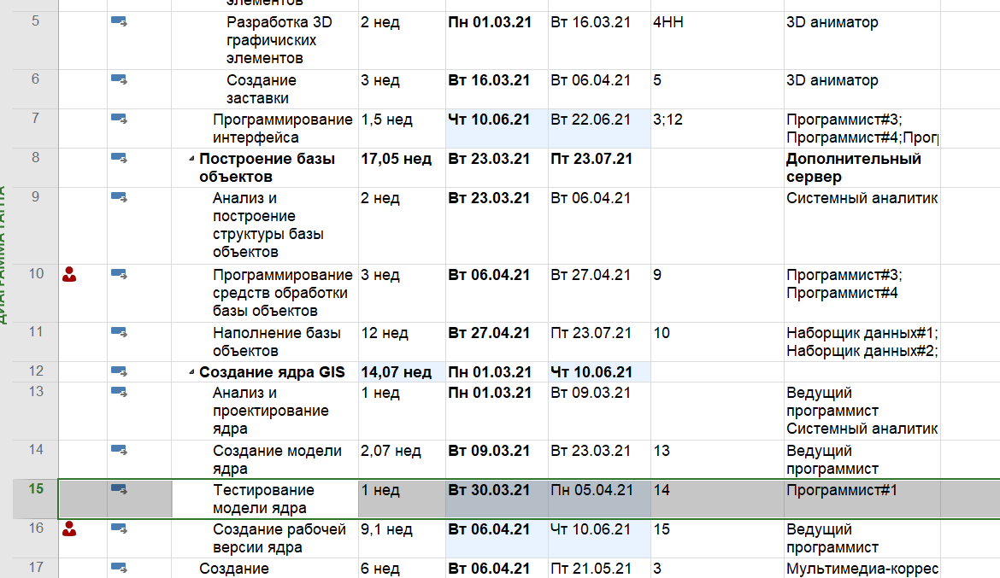 элементов
5 Разработка 3D 2 нед Пн 01.03.21 Вт 16.03.21 4НН 3D аниматор
графичиских
элементов
6 Создание 3 нед Вт 16.03.21 Вт 06.04.21 5 3D аниматор
заставки
7 Программирование 1,5 нед Чт 10.06.21 Вт 22.06.21 3;12 Программист#3;
интерфейса Программист#4;Прог
8 Построение базы 17,05 нед Вт 23.03.21 Пт 23.07.21 Дополнительный
объектов сервер
9 Анализ и 2 нед Вт 23.03.21 Вт 06.04.21 Системный аналитик
построение
структуры базы
объектов
10 Программирование 3 нед Вт 06.04.21 Вт 27.04.21 9 Программист#3;
средств обработки Программист#4
базы объектов
11 Наполнение базы 12 нед Вт 27.04.21 Пт 23.07.21 10 Наборщик данных#1;
объектов Наборщик данных#2;
12 Создание ядра GIS 14,07 нед Пн 01.03.21 Чт 10.06.21
13 Анализ и 1 нед Пн 01.03.21 Вт 09.03.21 Ведущий
проектирование программист
ядра Системный аналитик
14 Создание модели 2,07 нед Вт 09.03.21 Вт 23.03.21 13 Ведущий
ядра программист
15 Тестирование 1 нед Вт 30.03.21 Пн 05.04.21 14 Программист#1
модели ядра
16 Создание рабочей 9,1 нед Вт 06.04.21 Чт 10.06.21 15 Ведущий
версии ядра программист
17 Создание 6 нед Вт 06.04.21 Пт 21.05.21 3 Мультимедиа-коррес